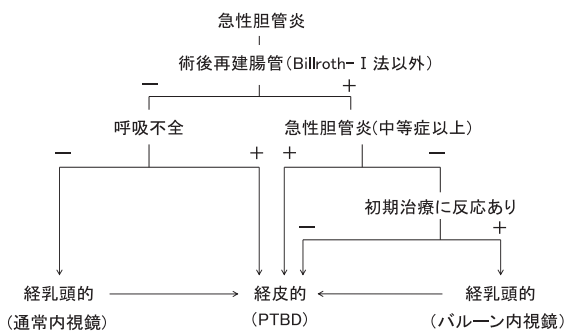 急性胆管炎
術後再建腸管(Billroth-Ⅰ法以外)
－ ＋
呼吸不全 急性胆管炎(中等症以上)
－ ＋ ＋ －
初期治療に反応あり
－ ＋
経乳頭的 経皮的 経乳頭的
(通常内視鏡) (PTBD) (バルーン内視鏡)